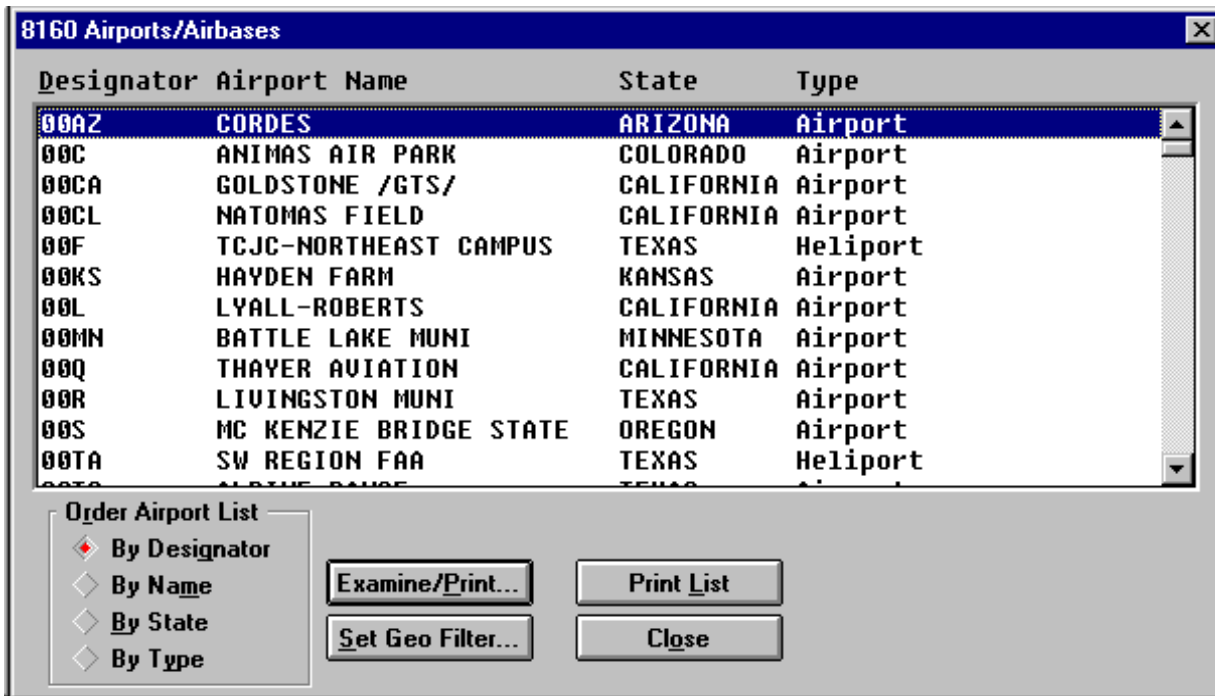 8160 Airports/Airbases
Designator Airport Name State Type
00AZ CORDES ARIZONA Airport
00C ANIMAS AIR PARK COLORADO Airport
00CA GOLDSTONE /GTS/ CALIFORNIA Airport
00CL NATOMAS FIELD CALIFORNIA Airport
00F TCJC-NORTHEAST CAMPUS TEXAS Heliport
00KS HAYDEN FARM KANSAS Airport
00L LYALL-ROBERTS CALIFORNIA Airport
00MN BATTLE LAKE MUNI MINNESOTA Airport
00Q THAYER AVIATION CALIFORNIA Airport
00R LIVINGSTON MUNI TEXAS Airport
00S MC KENZIE BRIDGE STATE OREGON Airport
00TA SW REGION FAA TEXAS Heliport
Order Airport List
By Designator
By Name
By State
By Type
Examine/Print... Print List
Set Geo Filter... Close